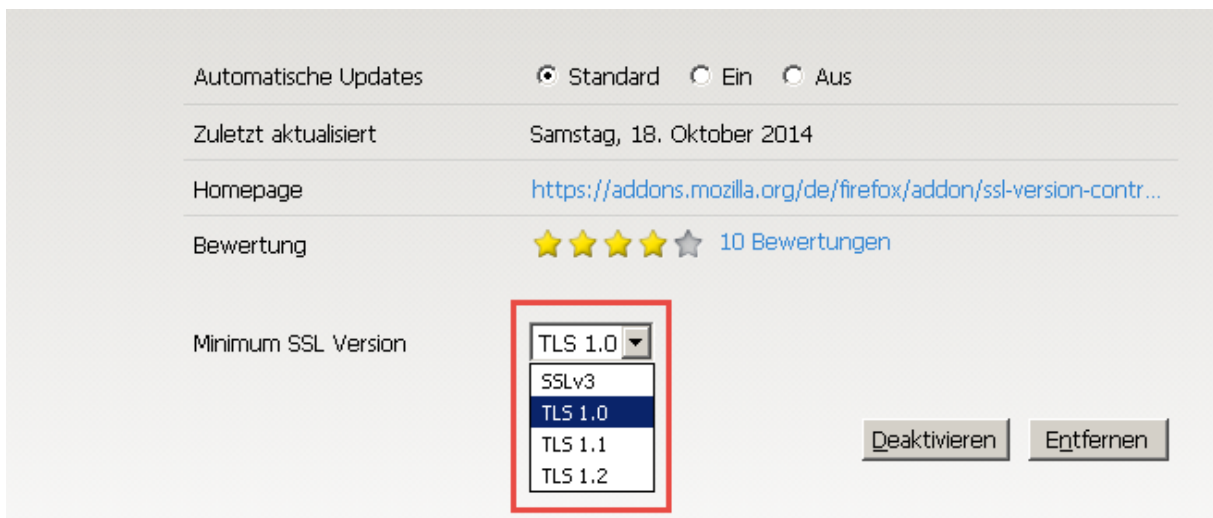 Automatische Updates Standard Ein Aus
Zuletzt aktualisiert Samstag, 18. Oktober 2014
Homepage https://addons.mozilla.org/de/firefox/addon/ssl-version-contr...
Bewertung 10 Bewertungen
Minimum SSL Version TLS 1.0
SSLv3
TLS 1.0
TLS 1.1
TLS 1.2
Deaktivieren Entfernen